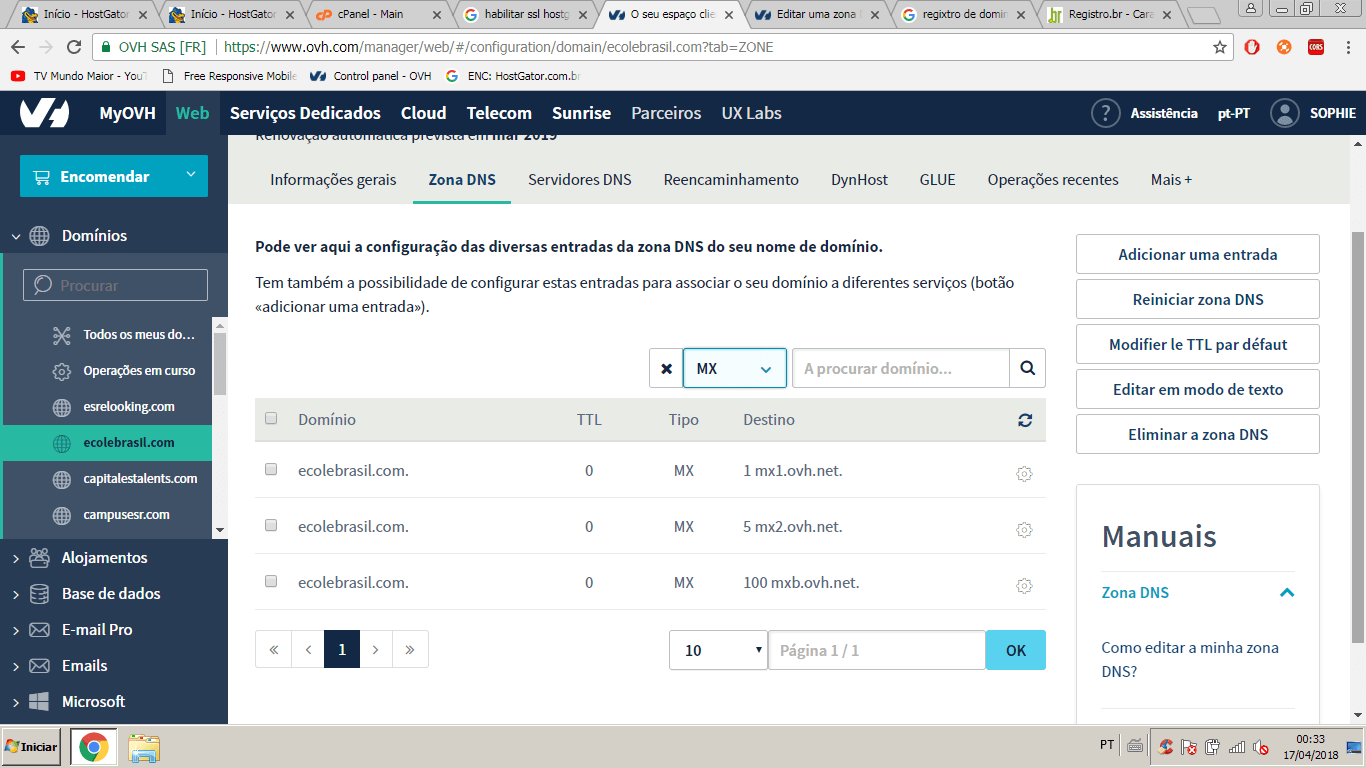 Início - HostGator
Início - HostGator
cPanel - Main
habilitar ssl hostg
O seu espaço clie
Editar uma zona
regixtro de domin
Registro.br - Cara
OVH SAS [FR]
https://www.ovh.com/manager/web/#/configuration/domain/ecolebrasil.com?tab=ZONE
CORS
TV Mundo Maior - YouT
Free Responsive Mobile
Control panel - OVH
ENC: HostGator.com.br
MyOVH
Web
Serviços Dedicados
Cloud
Telecom
Sunrise
Parceiros
UX Labs
?
Assistência
pt-PT
SOPHIE
Renovação automática prevista em mar 2019
Encomendar
Informações gerais
Zona DNS
Servidores DNS
Reencaminhamento
DynHost
GLUE
Operações recentes
Mais +
Domínios
Procurar
Todos os meus do...
Operações em curso
esrelooking.com
ecolebrasil.com
capitalestalents.com
campusesr.com
Alojamentos
Base de dados
E-mail Pro
Emails
Microsoft
Pode ver aqui a configuração das diversas entradas da zona DNS do seu nome de domínio.
Tem também a possibilidade de configurar estas entradas para associar o seu domínio a diferentes serviços (botão
«adicionar uma entrada»).
MX
A procurar domínio...
Domínio
TTL
Tipo
Destino
ecolebrasil.com.
0
MX
1 mx1.ovh.net.
ecolebrasil.com.
0
MX
5 mx2.ovh.net.
ecolebrasil.com.
0
MX
100 mxb.ovh.net.
«
‹
1
›
»
10
Página 1 / 1
OK
Adicionar uma entrada
Reiniciar zona DNS
Modifier le TTL par défaut
Editar em modo de texto
Eliminar a zona DNS
Manuais
Zona DNS
Como editar a minha zona
DNS?
Iniciar
PT
00:33
17/04/2018